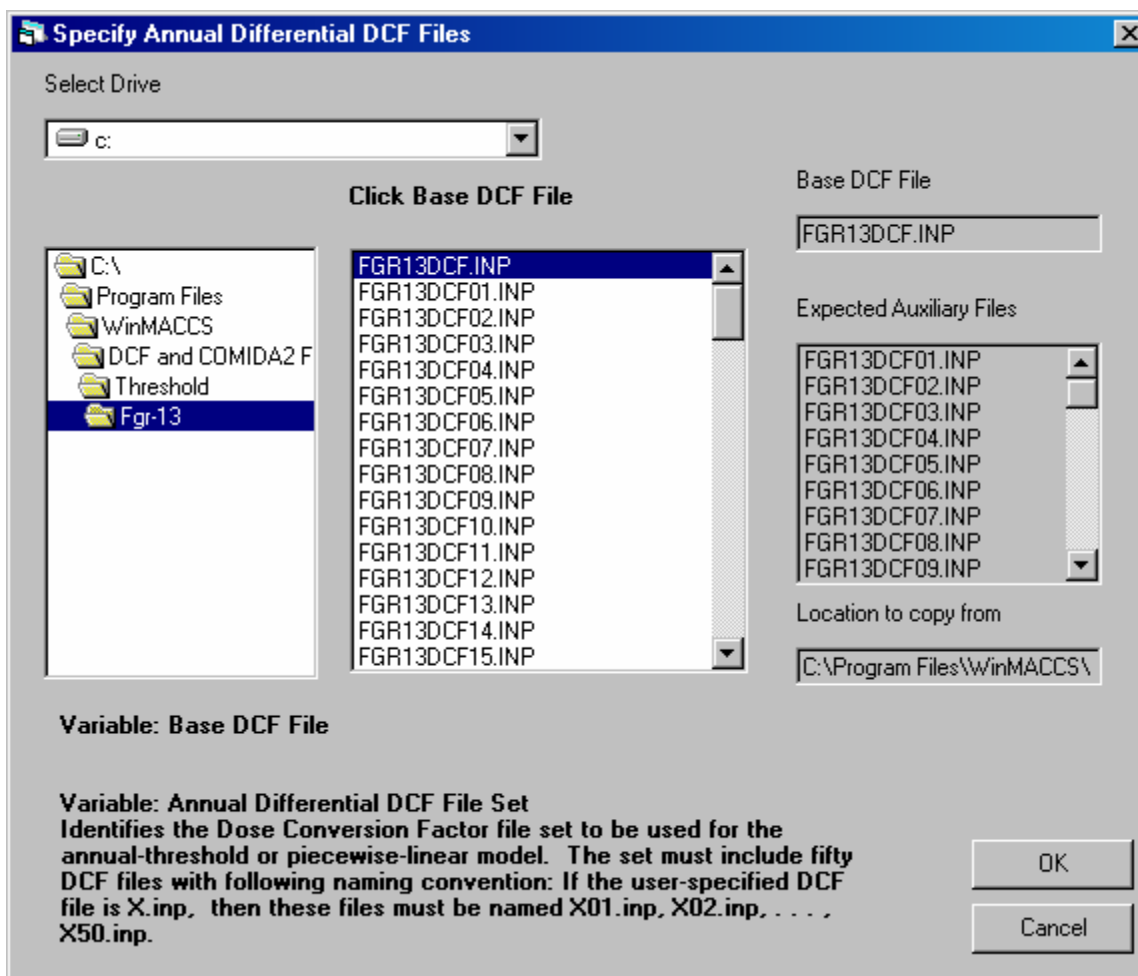 Specify Annual Differential DCF Files
Select Drive
c:
Click Base DCF File
Base DCF File
FGR13DCF.INP
C:\
Program Files
WinMACCS
DCF and COMIDA2 F
Threshold
Fgr-13
FGR13DCF.INP
FGR13DCF01.INP
FGR13DCF02.INP
FGR13DCF03.INP
FGR13DCF04.INP
FGR13DCF05.INP
FGR13DCF06.INP
FGR13DCF07.INP
FGR13DCF08.INP
FGR13DCF09.INP
FGR13DCF10.INP
FGR13DCF11.INP
FGR13DCF12.INP
FGR13DCF13.INP
FGR13DCF14.INP
FGR13DCF15.INP
Expected Auxiliary Files
FGR13DCF01.INP
FGR13DCF02.INP
FGR13DCF03.INP
FGR13DCF04.INP
FGR13DCF05.INP
FGR13DCF06.INP
FGR13DCF07.INP
FGR13DCF08.INP
FGR13DCF09.INP
Location to copy from
C:\Program Files\WinMACCS\
Variable: Base DCF File
Variable: Annual Differential DCF File Set
Identifies the Dose Conversion Factor file set to be used for the
annual-threshold or piecewise-linear model. The set must include fifty
DCF files with following naming convention: If the user-specified DCF
file is X.inp, then these files must be named X01.inp, X02.inp, . . . . ,
X50.inp.
OK
Cancel